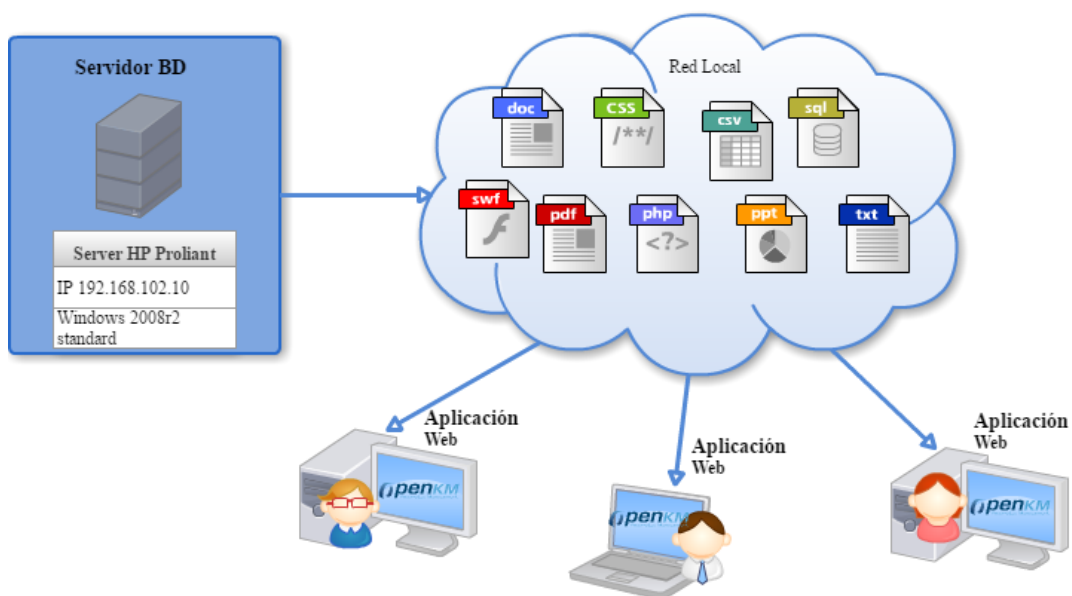 Servidor BD
Server HP Proliant
IP 192.168.102.10
Windows 2008r2
standard
Red Local
doc
CSS
/**/
csv
sql
swf
pdf
php
<?>
ppt
txt
Aplicación
Web
OpenKM
Aplicación
Web
OpenKM
Aplicación
Web
OpenKM